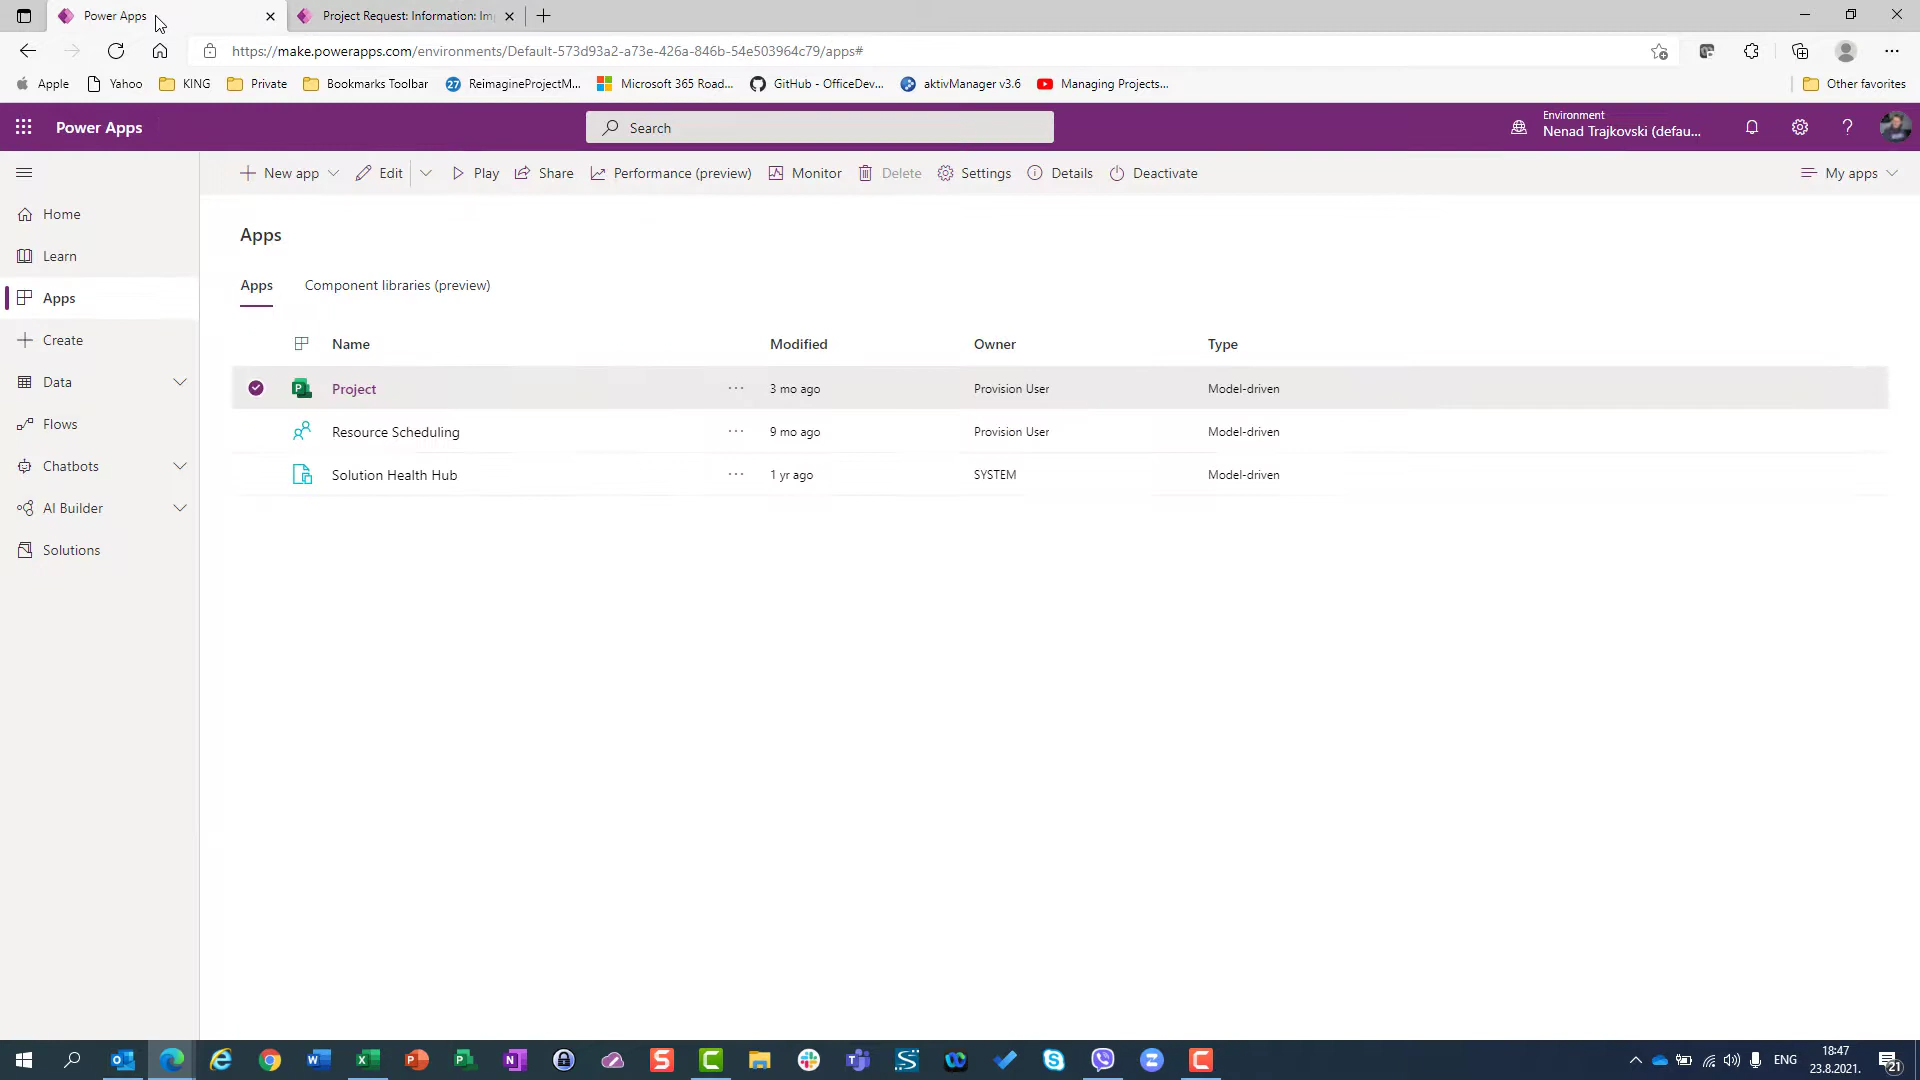 Power Apps
Project Request: Information: Im
https://make.powerapps.com/environments/Default-573d93a2-a73e-426a-846b-54e503964c79/apps#
Apple Yahoo KING Private Bookmarks Toolbar ReimagineProjectM... Microsoft 365 Road... GitHub - OfficeDev... aktivManager v3.6 Managing Projects... Other favorites
Power Apps
Search
Environment
Nenad Trajkovski (defau...
New app Edit Play Share Performance (preview) Monitor Delete Settings Details Deactivate My apps
Home
Learn
Apps
Create
Data
Flows
Chatbots
AI Builder
Solutions
Apps
Apps Component libraries (preview)
Name Modified Owner Type
Project ... 3 mo ago Provision User Model-driven
Resource Scheduling ... 9 mo ago Provision User Model-driven
Solution Health Hub ... 1 yr ago SYSTEM Model-driven
ENG
18:47
23.8.2021.
21